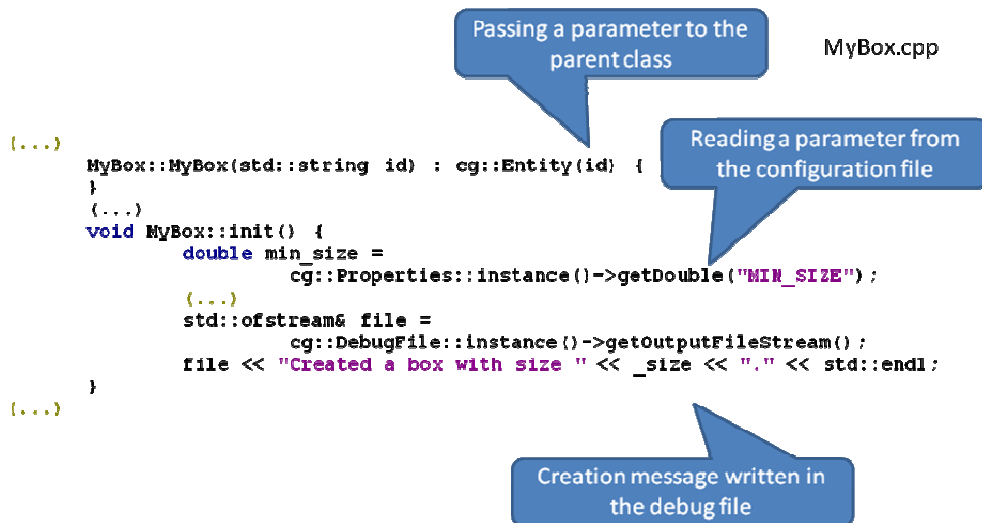 Passing a parameter to the
parent class
MyBox.cpp
(...)
Reading a parameter from
the configuration file
MyBox::MyBox(std::string id) : cg::Entity(id) {
}
(...)
void MyBox::init() {
double min_size =
cg::Properties::instance()->getDouble("MIN_SIZE");
(...)
std::ofstream& file =
cg::DebugFile::instance()->getOutputFileStream();
file << "Created a box with size " << _size << "." << std::endl;
}
(...)
Creation message written in
the debug file